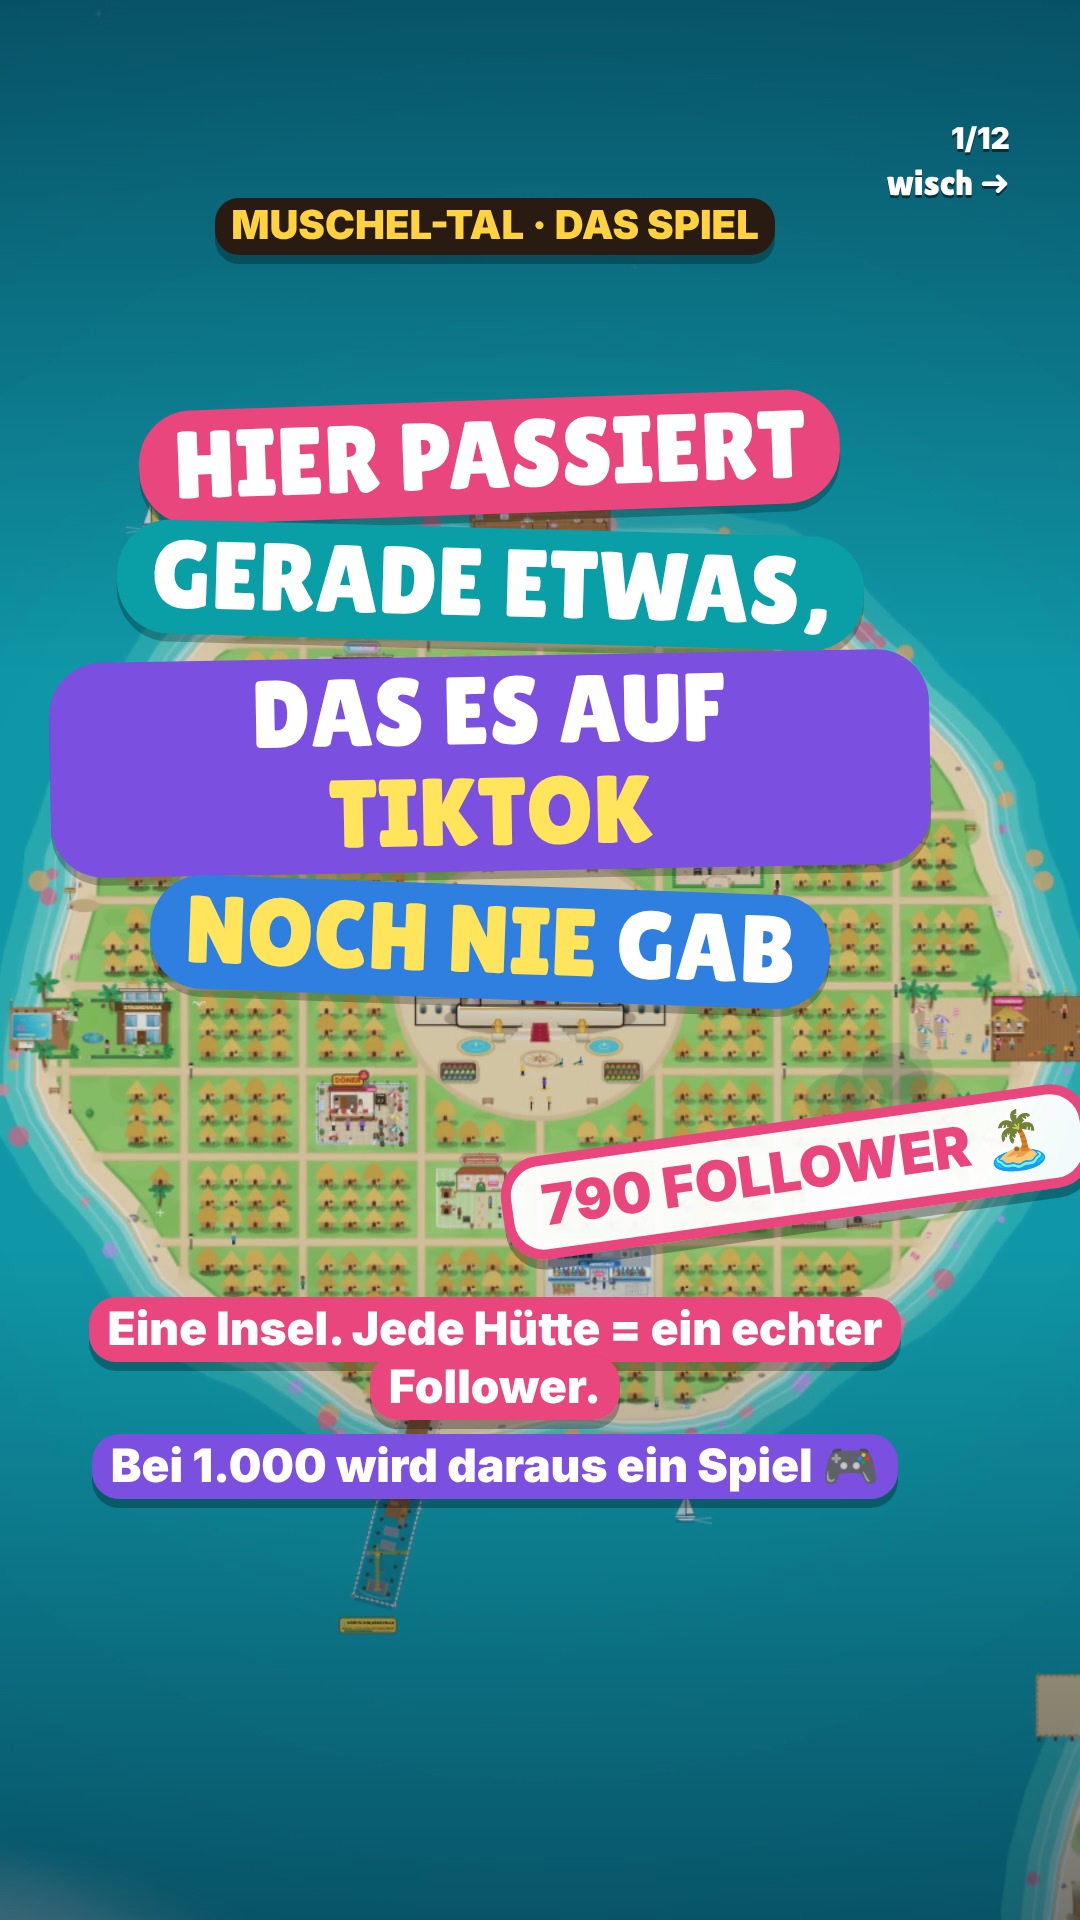 1/12
wisch →
MUSCHEL-TAL · DAS SPIEL
HIER PASSIERT
GERADE ETWAS,
DAS ES AUF
TIKTOK
NOCH NIE GAB
DÖNER
790 FOLLOWER 🏝️
Eine Insel. Jede Hütte = ein echter
Follower.
Bei 1.000 wird daraus ein Spiel 🎮